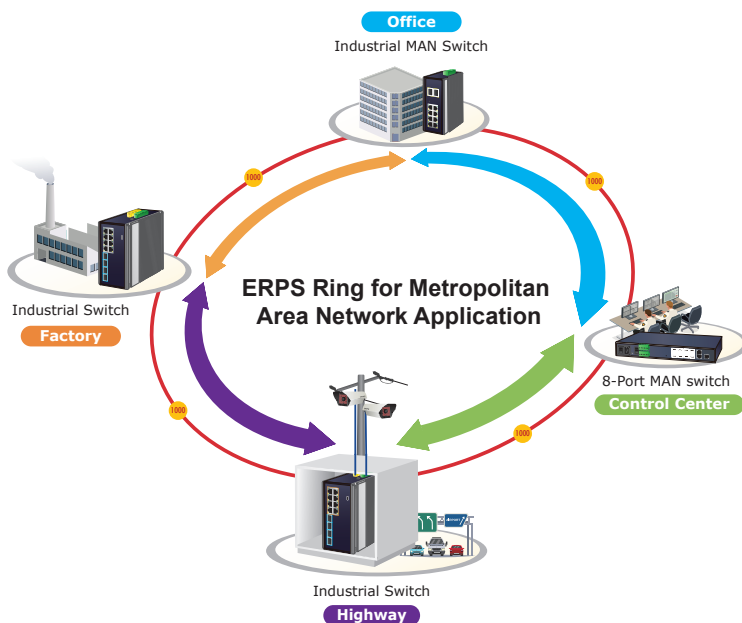 Office
Industrial MAN Switch
1000
1000
ERPS Ring for Metropolitan
Area Network Application
Industrial Switch
Factory
8-Port MAN switch
Control Center
1000
1000
Industrial Switch
Highway